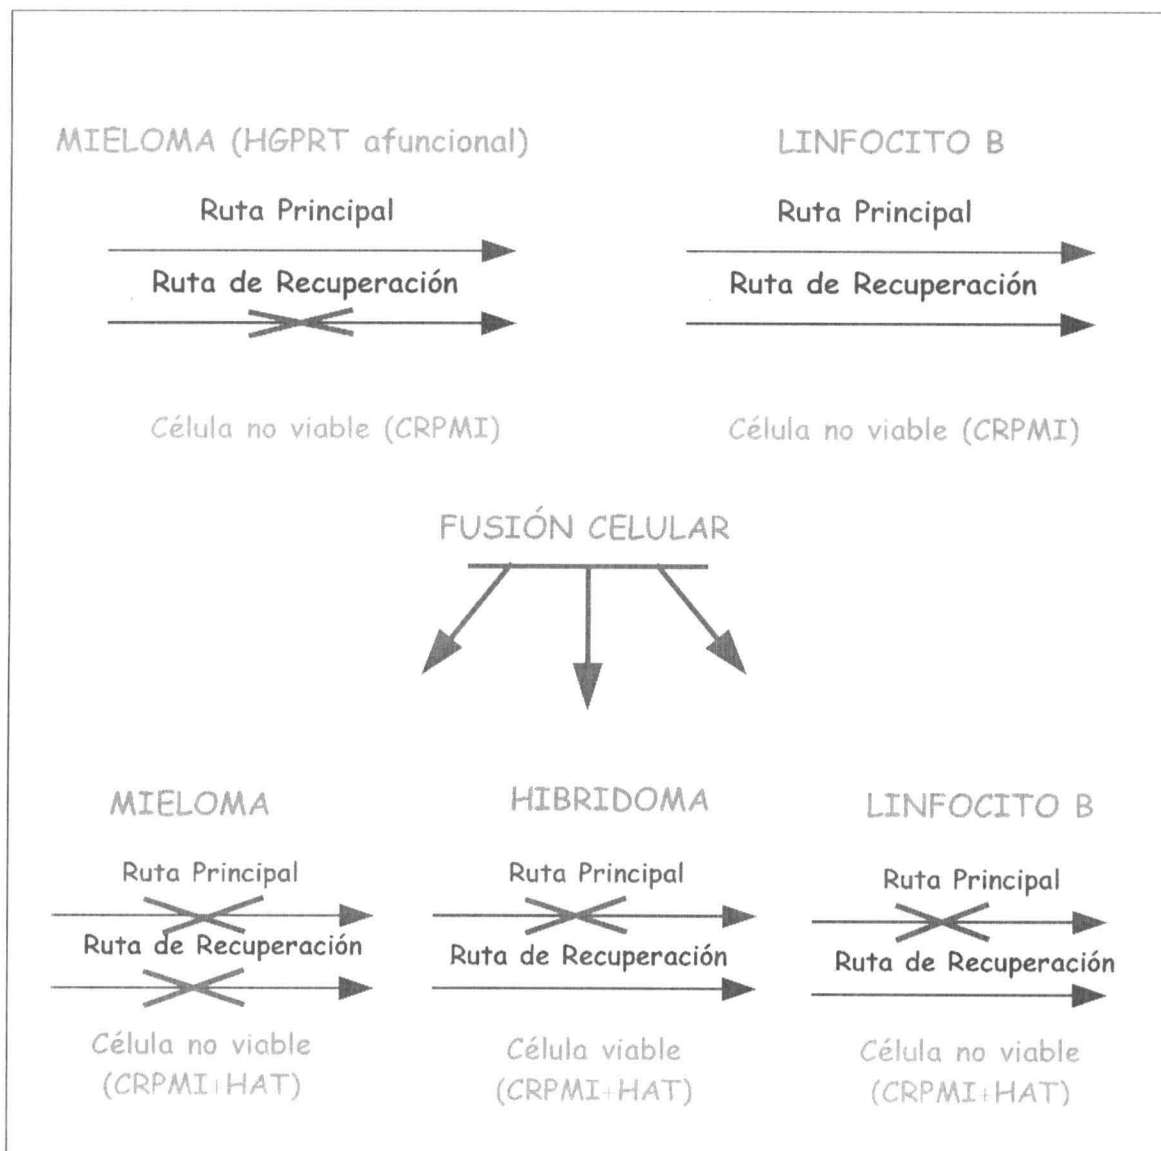 MIELOMA (HGPRT afuncional)
LINFOCITO B
Ruta Principal
Ruta Principal
Ruta de Recuperación
Ruta de Recuperación
Célula no viable (CRPMI)
Célula no viable (CRPMI)
FUSIÓN CELULAR
MIELOMA
HIBRIDOMA
LINFOCITO B
Ruta Principal
Ruta Principal
Ruta Principal
Ruta de Recuperación
Ruta de Recuperación
Ruta de Recuperación
Célula no viable
(CRPMI+HAT)
Célula viable
(CRPMI+HAT)
Célula no viable
(CRPMI+HAT)